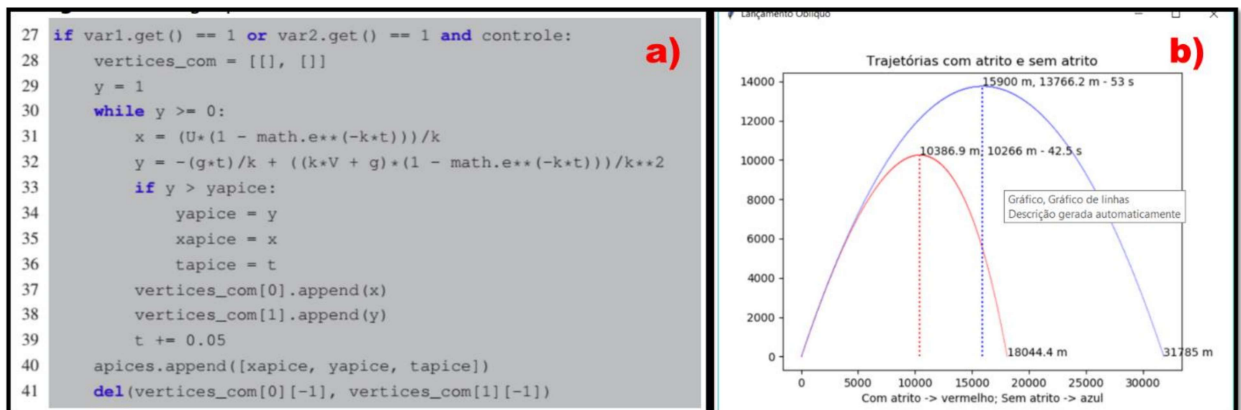 27 if var1.get() == 1 or var2.get() == 1 and controle:
28 vertices_com = [[], []]
29 y = 1
30 while y >= 0:
31 x = (U*(1 - math.e**(-k*t)))/k
32 y = -(g*t)/k + ((k*V + g)*(1 - math.e**(-k*t)))/k**2
33 if y > yapice:
34 yapice = y
35 xapice = x
36 tapice = t
37 vertices_com[0].append(x)
38 vertices_com[1].append(y)
39 t += 0.05
40 apices.append([xapice, yapice, tapice])
41 del(vertices_com[0][-1], vertices_com[1][-1])
a)
Lançamento Oblíquo
b)
Trajetórias com atrito e sem atrito
14000
12000
10000
8000
6000
4000
2000
0
15900 m, 13766.2 m - 53 s
10386.9 m, 10266 m - 42.5 s
Gráfico, Gráfico de linhas
Descrição gerada automaticamente
18044.4 m
31785 m
0 5000 10000 15000 20000 25000 30000
Com atrito -> vermelho; Sem atrito -> azul